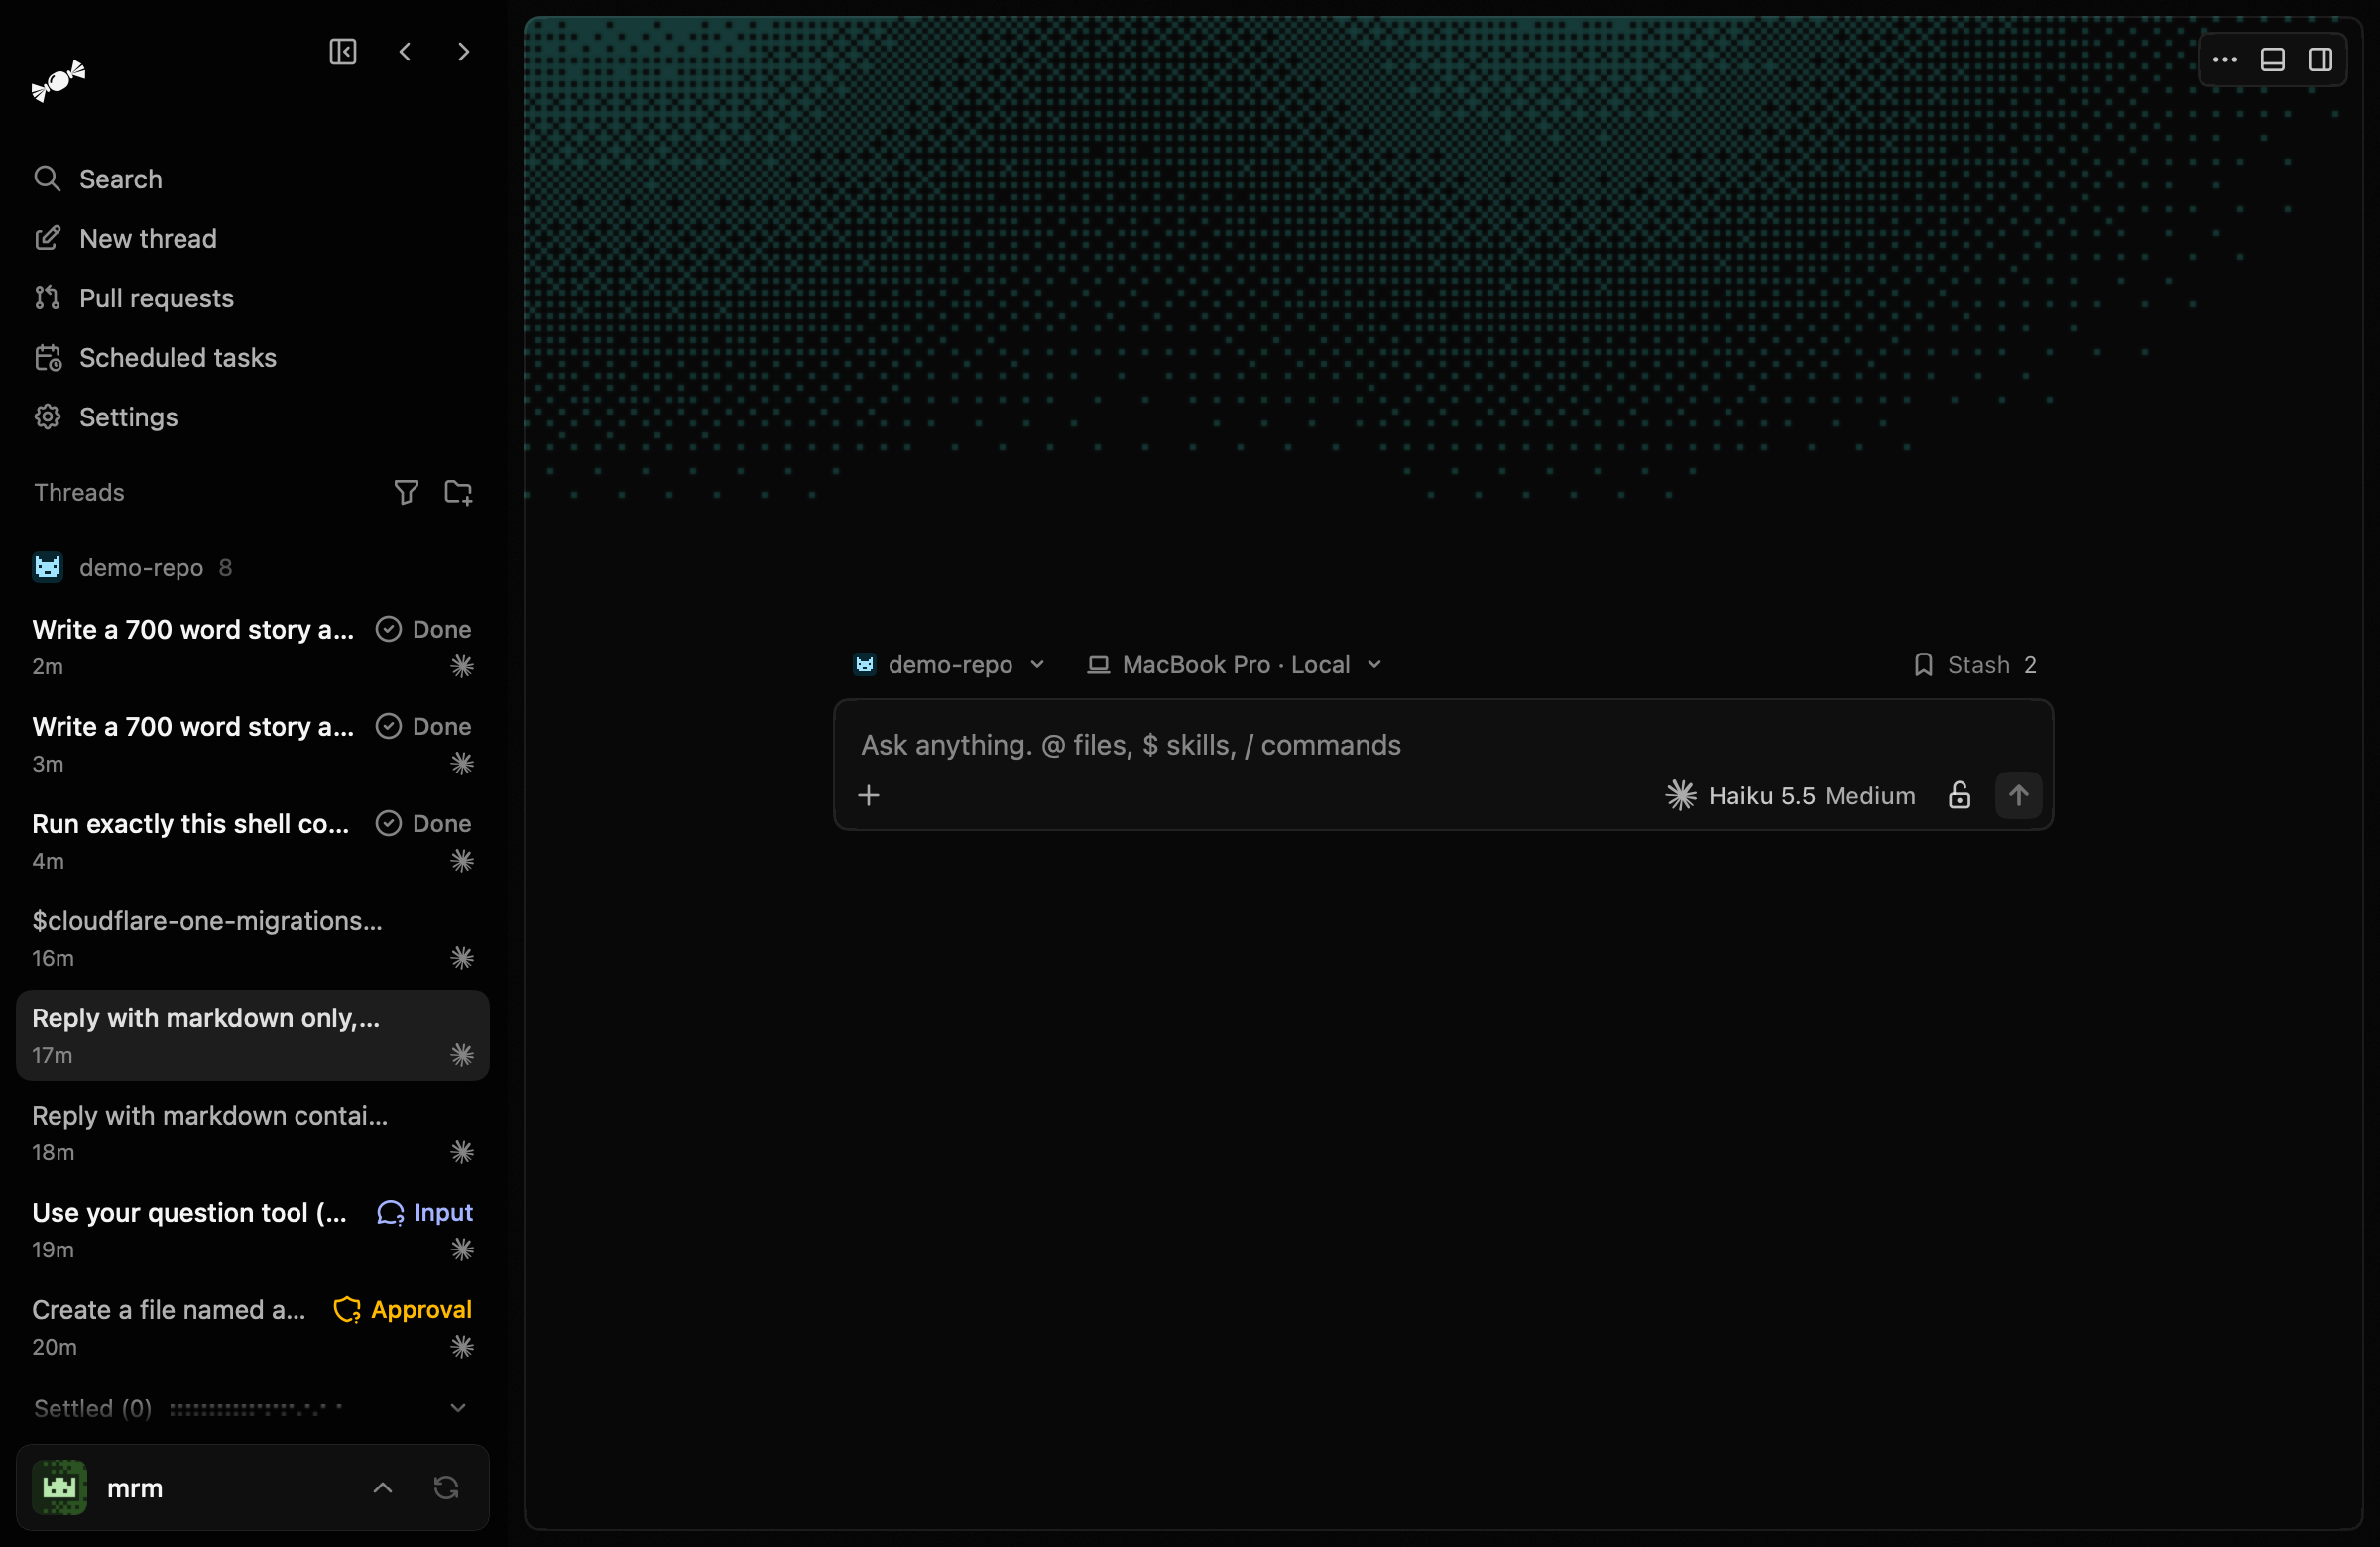 Search
New thread
Pull requests
Scheduled tasks
Settings
Threads
demo-repo 8
Write a 700 word story a... Done
2m
Write a 700 word story a... Done
3m
Run exactly this shell co... Done
4m
$cloudflare-one-migrations...
16m
Reply with markdown only,...
17m
Reply with markdown contai...
18m
Use your question tool (... Input
19m
Create a file named a... Approval
20m
Settled (0)
mrm
demo-repo MacBook Pro · Local Stash 2
Ask anything. @ files, $ skills, / commands
Haiku 5.5 Medium